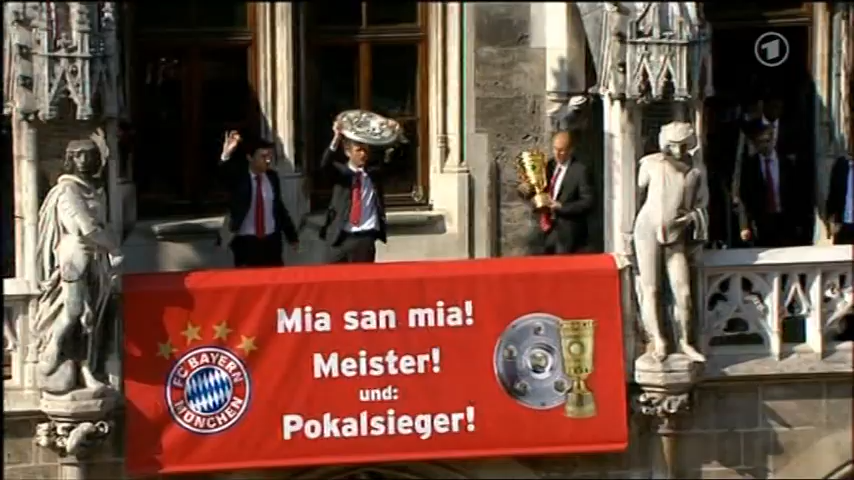 1
Mia san mia!
Meister!
und:
Pokalsieger!
FC BAYERN
MÜNCHEN